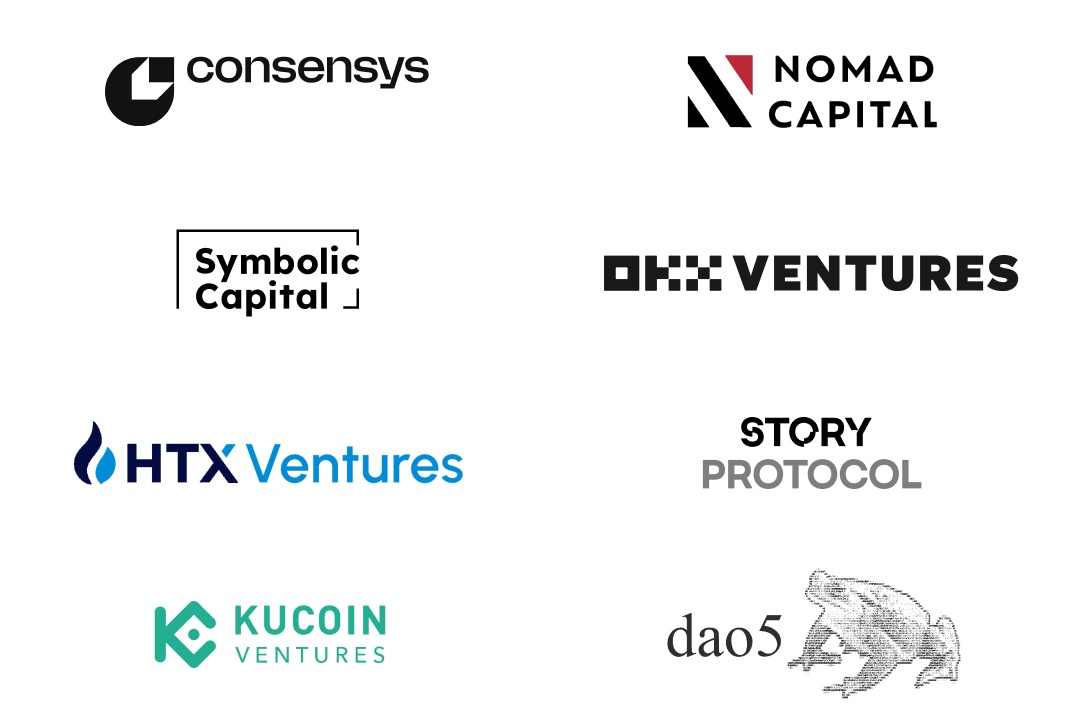 consensys
NOMAD
CAPITAL
Symbolic
Capital
OKX VENTURES
HTX Ventures
STORY
PROTOCOL
KUCOIN
VENTURES
dao5